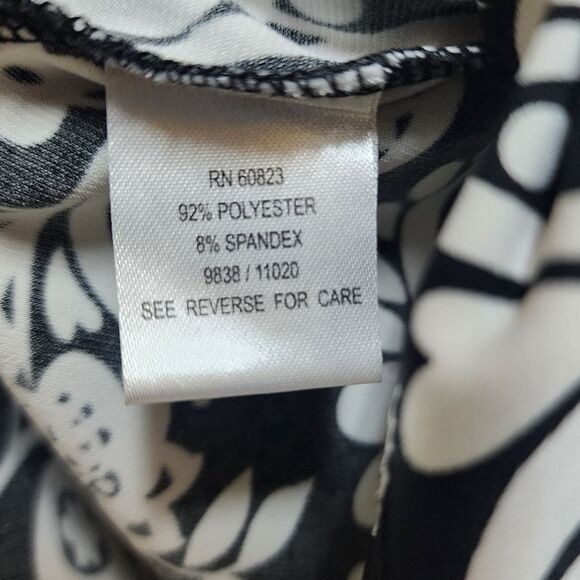 RN 60823
92% POLYESTER
8% SPANDEX
9838 / 11020
SEE REVERSE FOR CARE